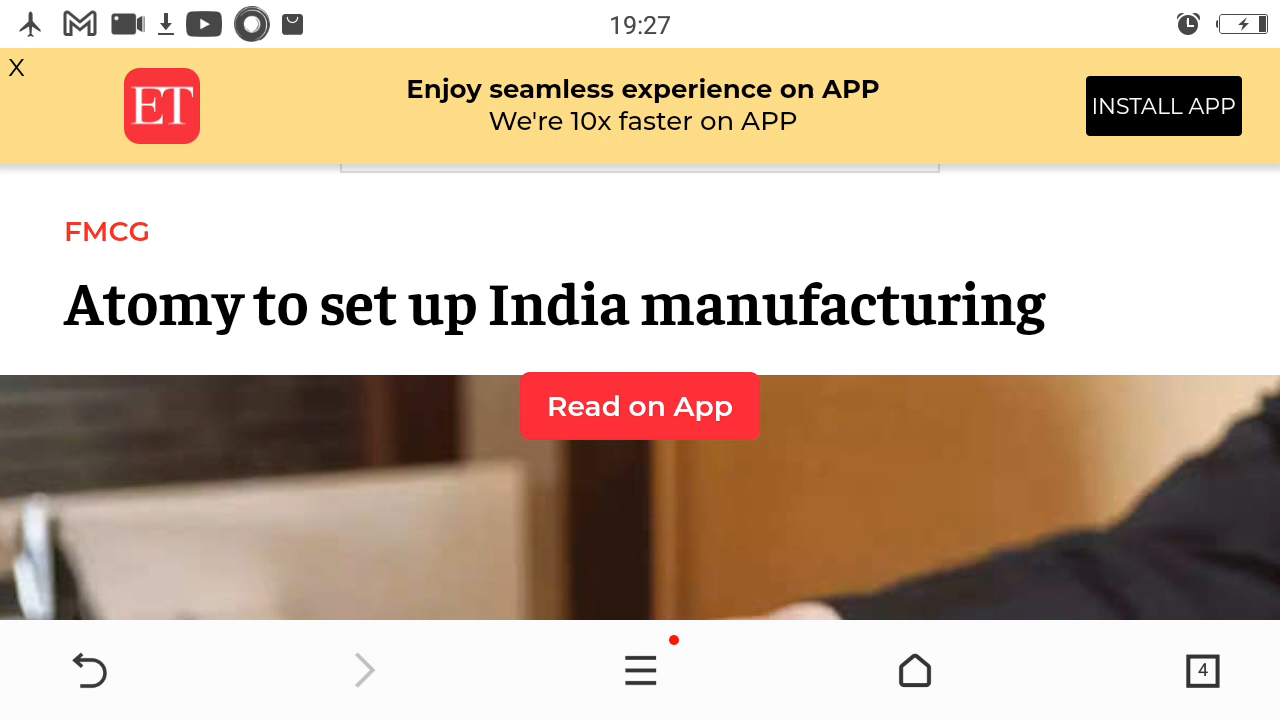 19:27
X
ET
Enjoy seamless experience on APP
We're 10x faster on APP
INSTALL APP
FMCG
Atomy to set up India manufacturing
Read on App
4